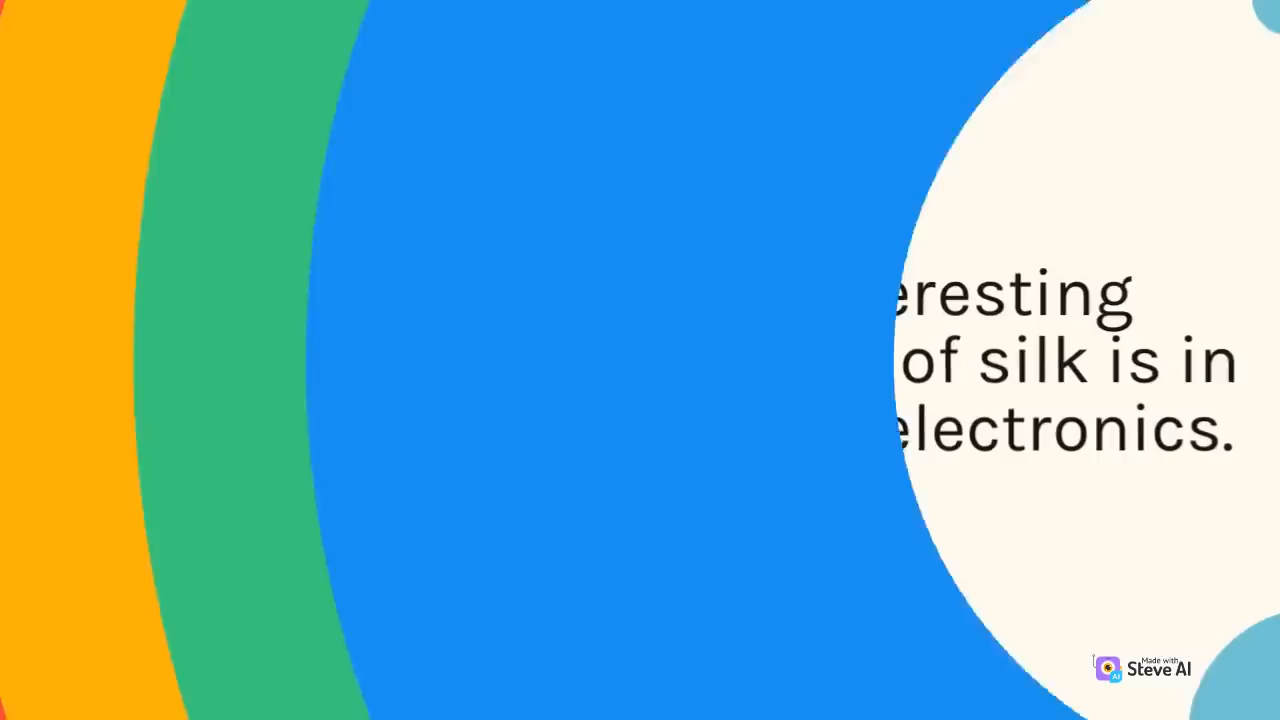 eresting
of silk is in
electronics.
Made with
Steve AI